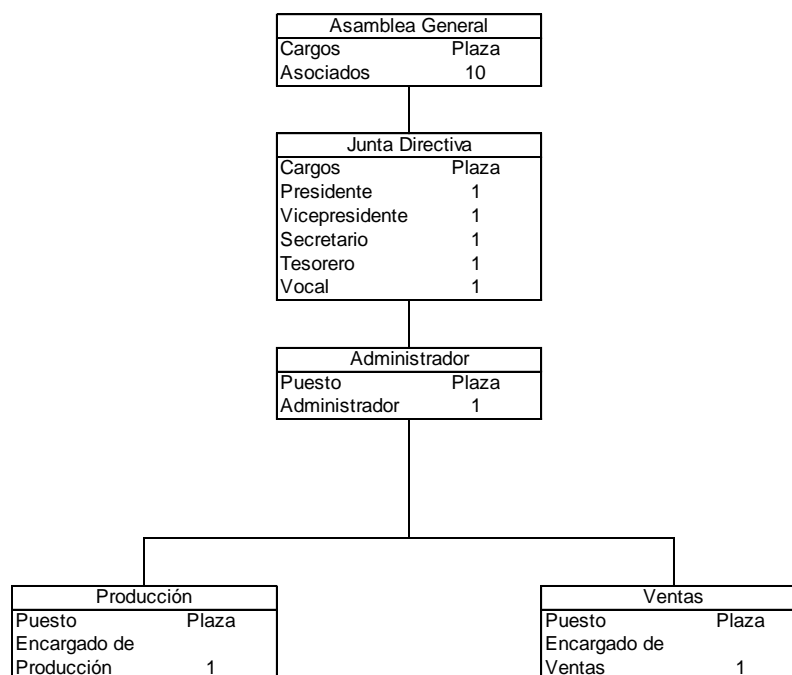 Asamblea General
Cargos Plaza
Asociados 10
Junta Directiva
Cargos Plaza
Presidente 1
Vicepresidente 1
Secretario 1
Tesorero 1
Vocal 1
Administrador
Puesto Plaza
Administrador 1
Producción
Puesto Plaza
Encargado de
Producción 1
Ventas
Puesto Plaza
Encargado de
Ventas 1